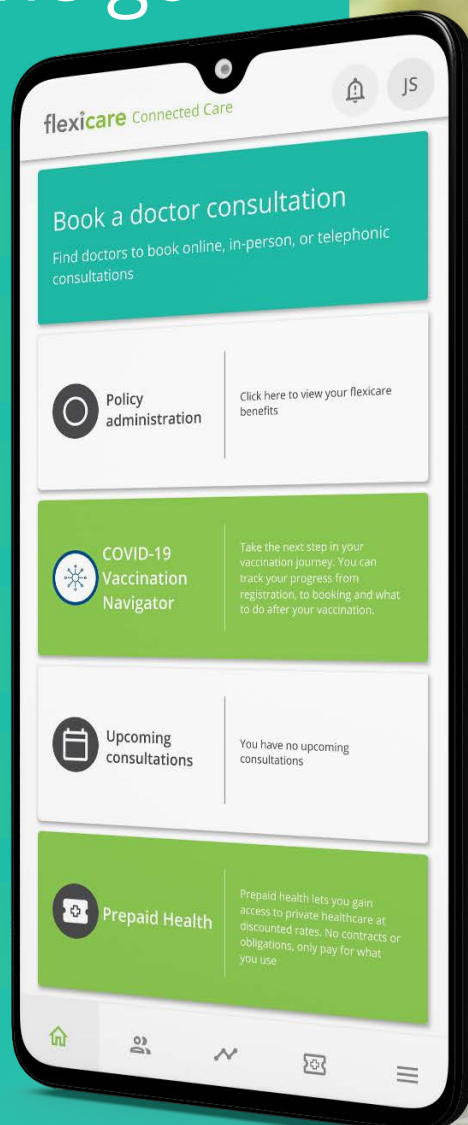 flexicare Connected Care
JS
Book a doctor consultation
Find doctors to book online, in-person, or telephonic
consultations
Policy
administration
Click here to view your flexicare
benefits
COVID-19
Vaccination
Navigator
Take the next step in your
vaccination journey. You can
track your progress from
registration, to booking and what
to do after your vaccination.
Upcoming
consultations
You have no upcoming
consultations
Prepaid Health
Prepaid health lets you gain
access to private healthcare at
discounted rates. No contracts or
obligations, only pay for what
you use